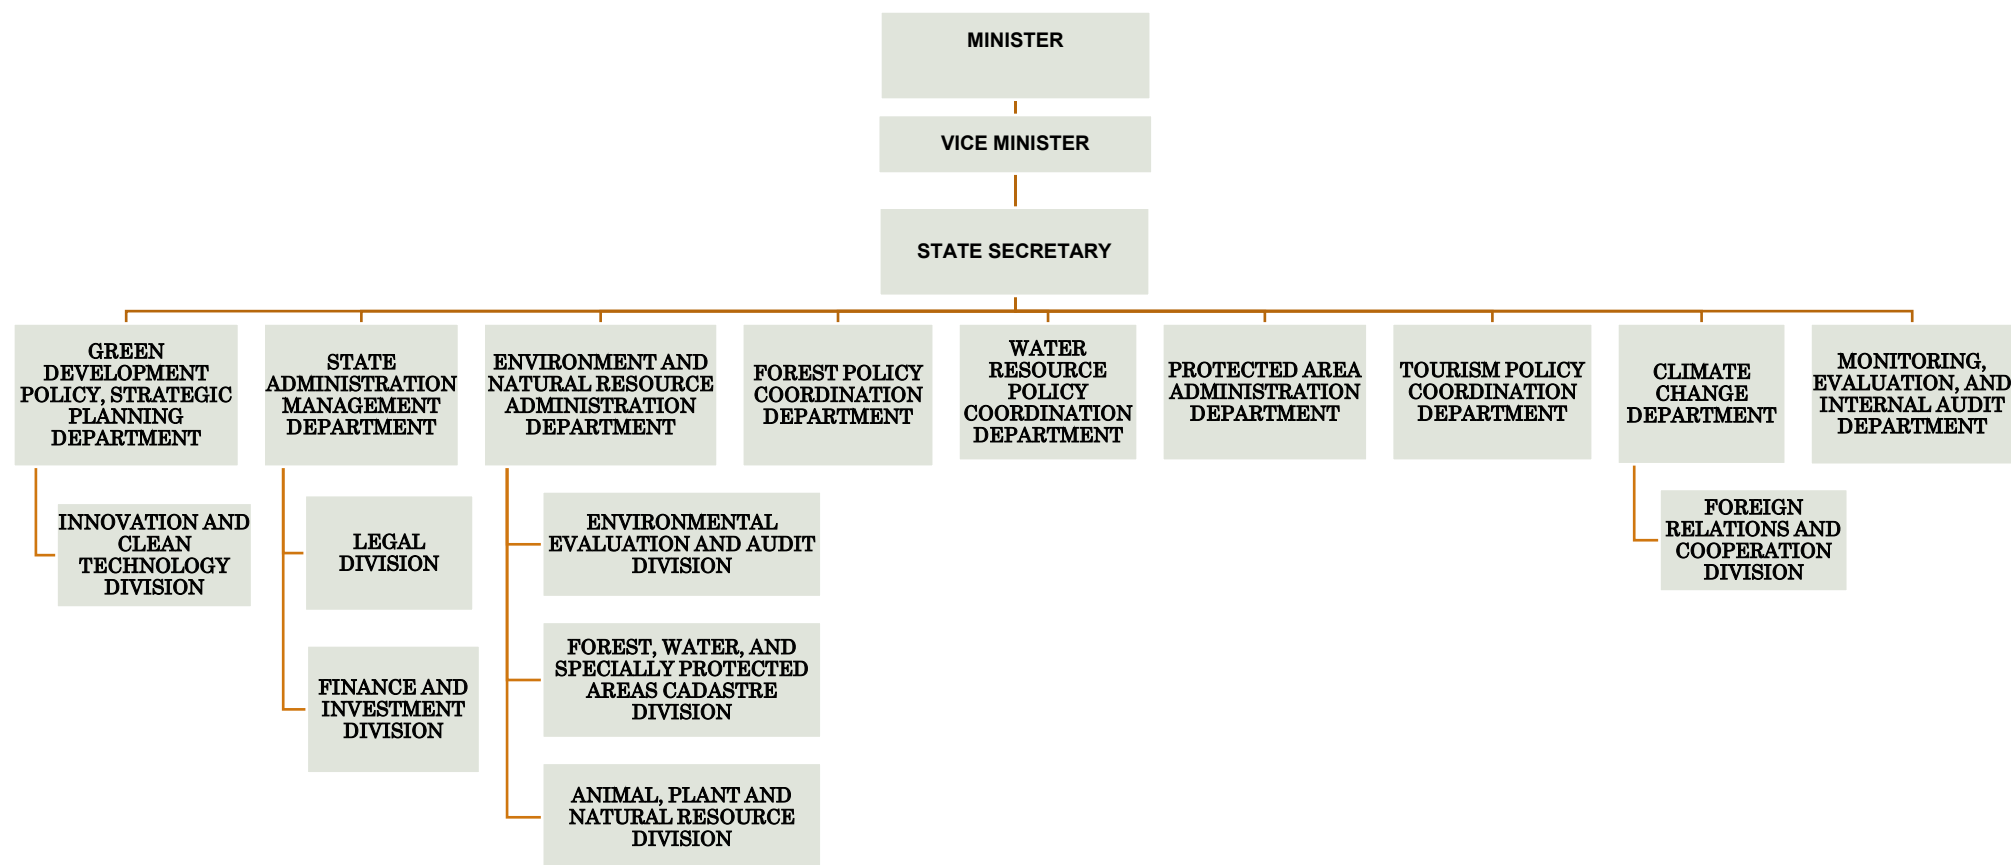 MINISTER
VICE MINISTER
STATE SECRETARY
GREEN
DEVELOPMENT
POLICY, STRATEGIC
PLANNING
DEPARTMENT
STATE
ADMINISTRATION
MANAGEMENT
DEPARTMENT
ENVIRONMENT AND
NATURAL RESOURCE
ADMINISTRATION
DEPARTMENT
FOREST POLICY
COORDINATION
DEPARTMENT
WATER
RESOURCE
POLICY
COORDINATION
DEPARTMENT
PROTECTED AREA
ADMINISTRATION
DEPARTMENT
TOURISM POLICY
COORDINATION
DEPARTMENT
CLIMATE
CHANGE
DEPARTMENT
MONITORING,
EVALUATION, AND
INTERNAL AUDIT
DEPARTMENT
INNOVATION AND
CLEAN
TECHNOLOGY
DIVISION
LEGAL
DIVISION
FINANCE AND
INVESTMENT
DIVISION
ENVIRONMENTAL
EVALUATION AND AUDIT
DIVISION
FOREST, WATER, AND
SPECIALLY PROTECTED
AREAS CADASTRE
DIVISION
ANIMAL, PLANT AND
NATURAL RESOURCE
DIVISION
FOREIGN
RELATIONS AND
COOPERATION
DIVISION